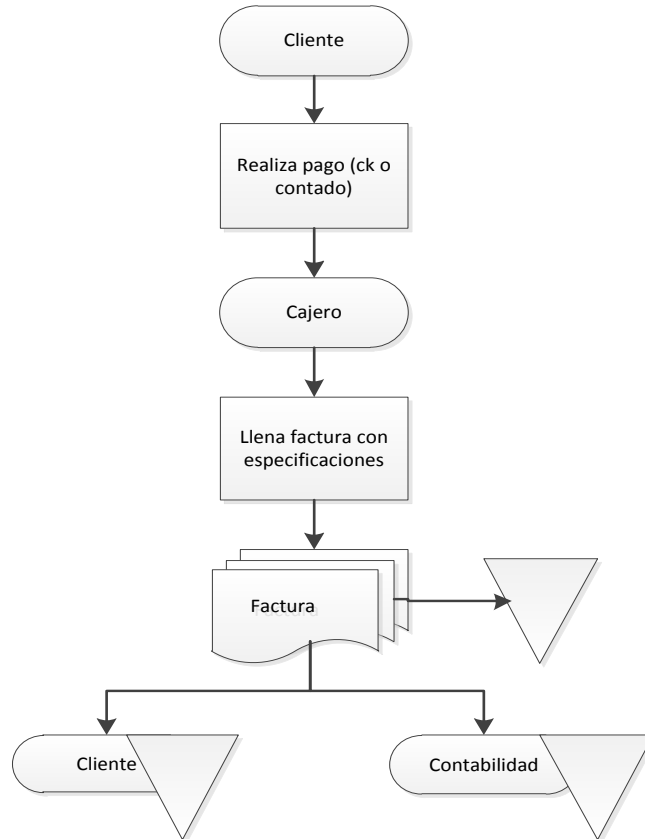 Cliente
Realiza pago (ck o
contado)
Cajero
Llena factura con
especificaciones
Factura
Cliente
Contabilidad